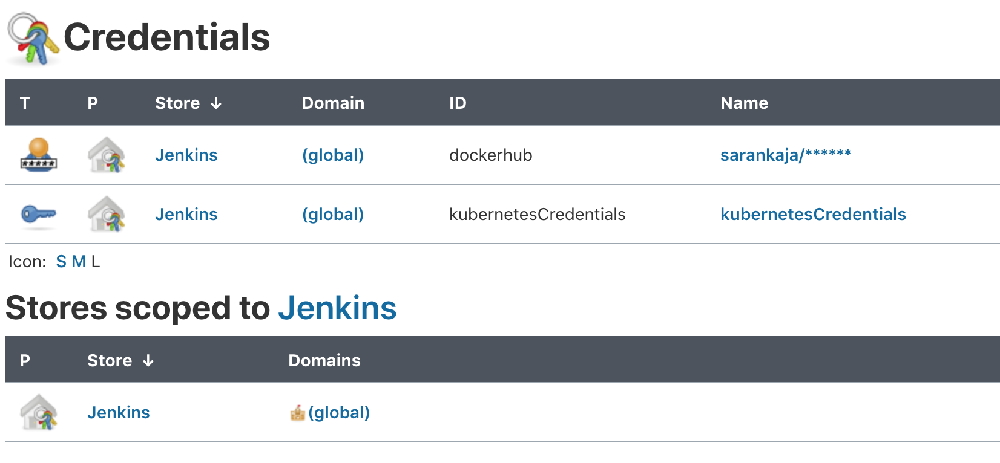 Credentials
T P Store ↓ Domain ID Name
***** Jenkins (global) dockerhub sarankaja/******
Jenkins (global) kubernetesCredentials kubernetesCredentials
Icon: S M L
Stores scoped to Jenkins
P Store ↓ Domains
Jenkins (global)